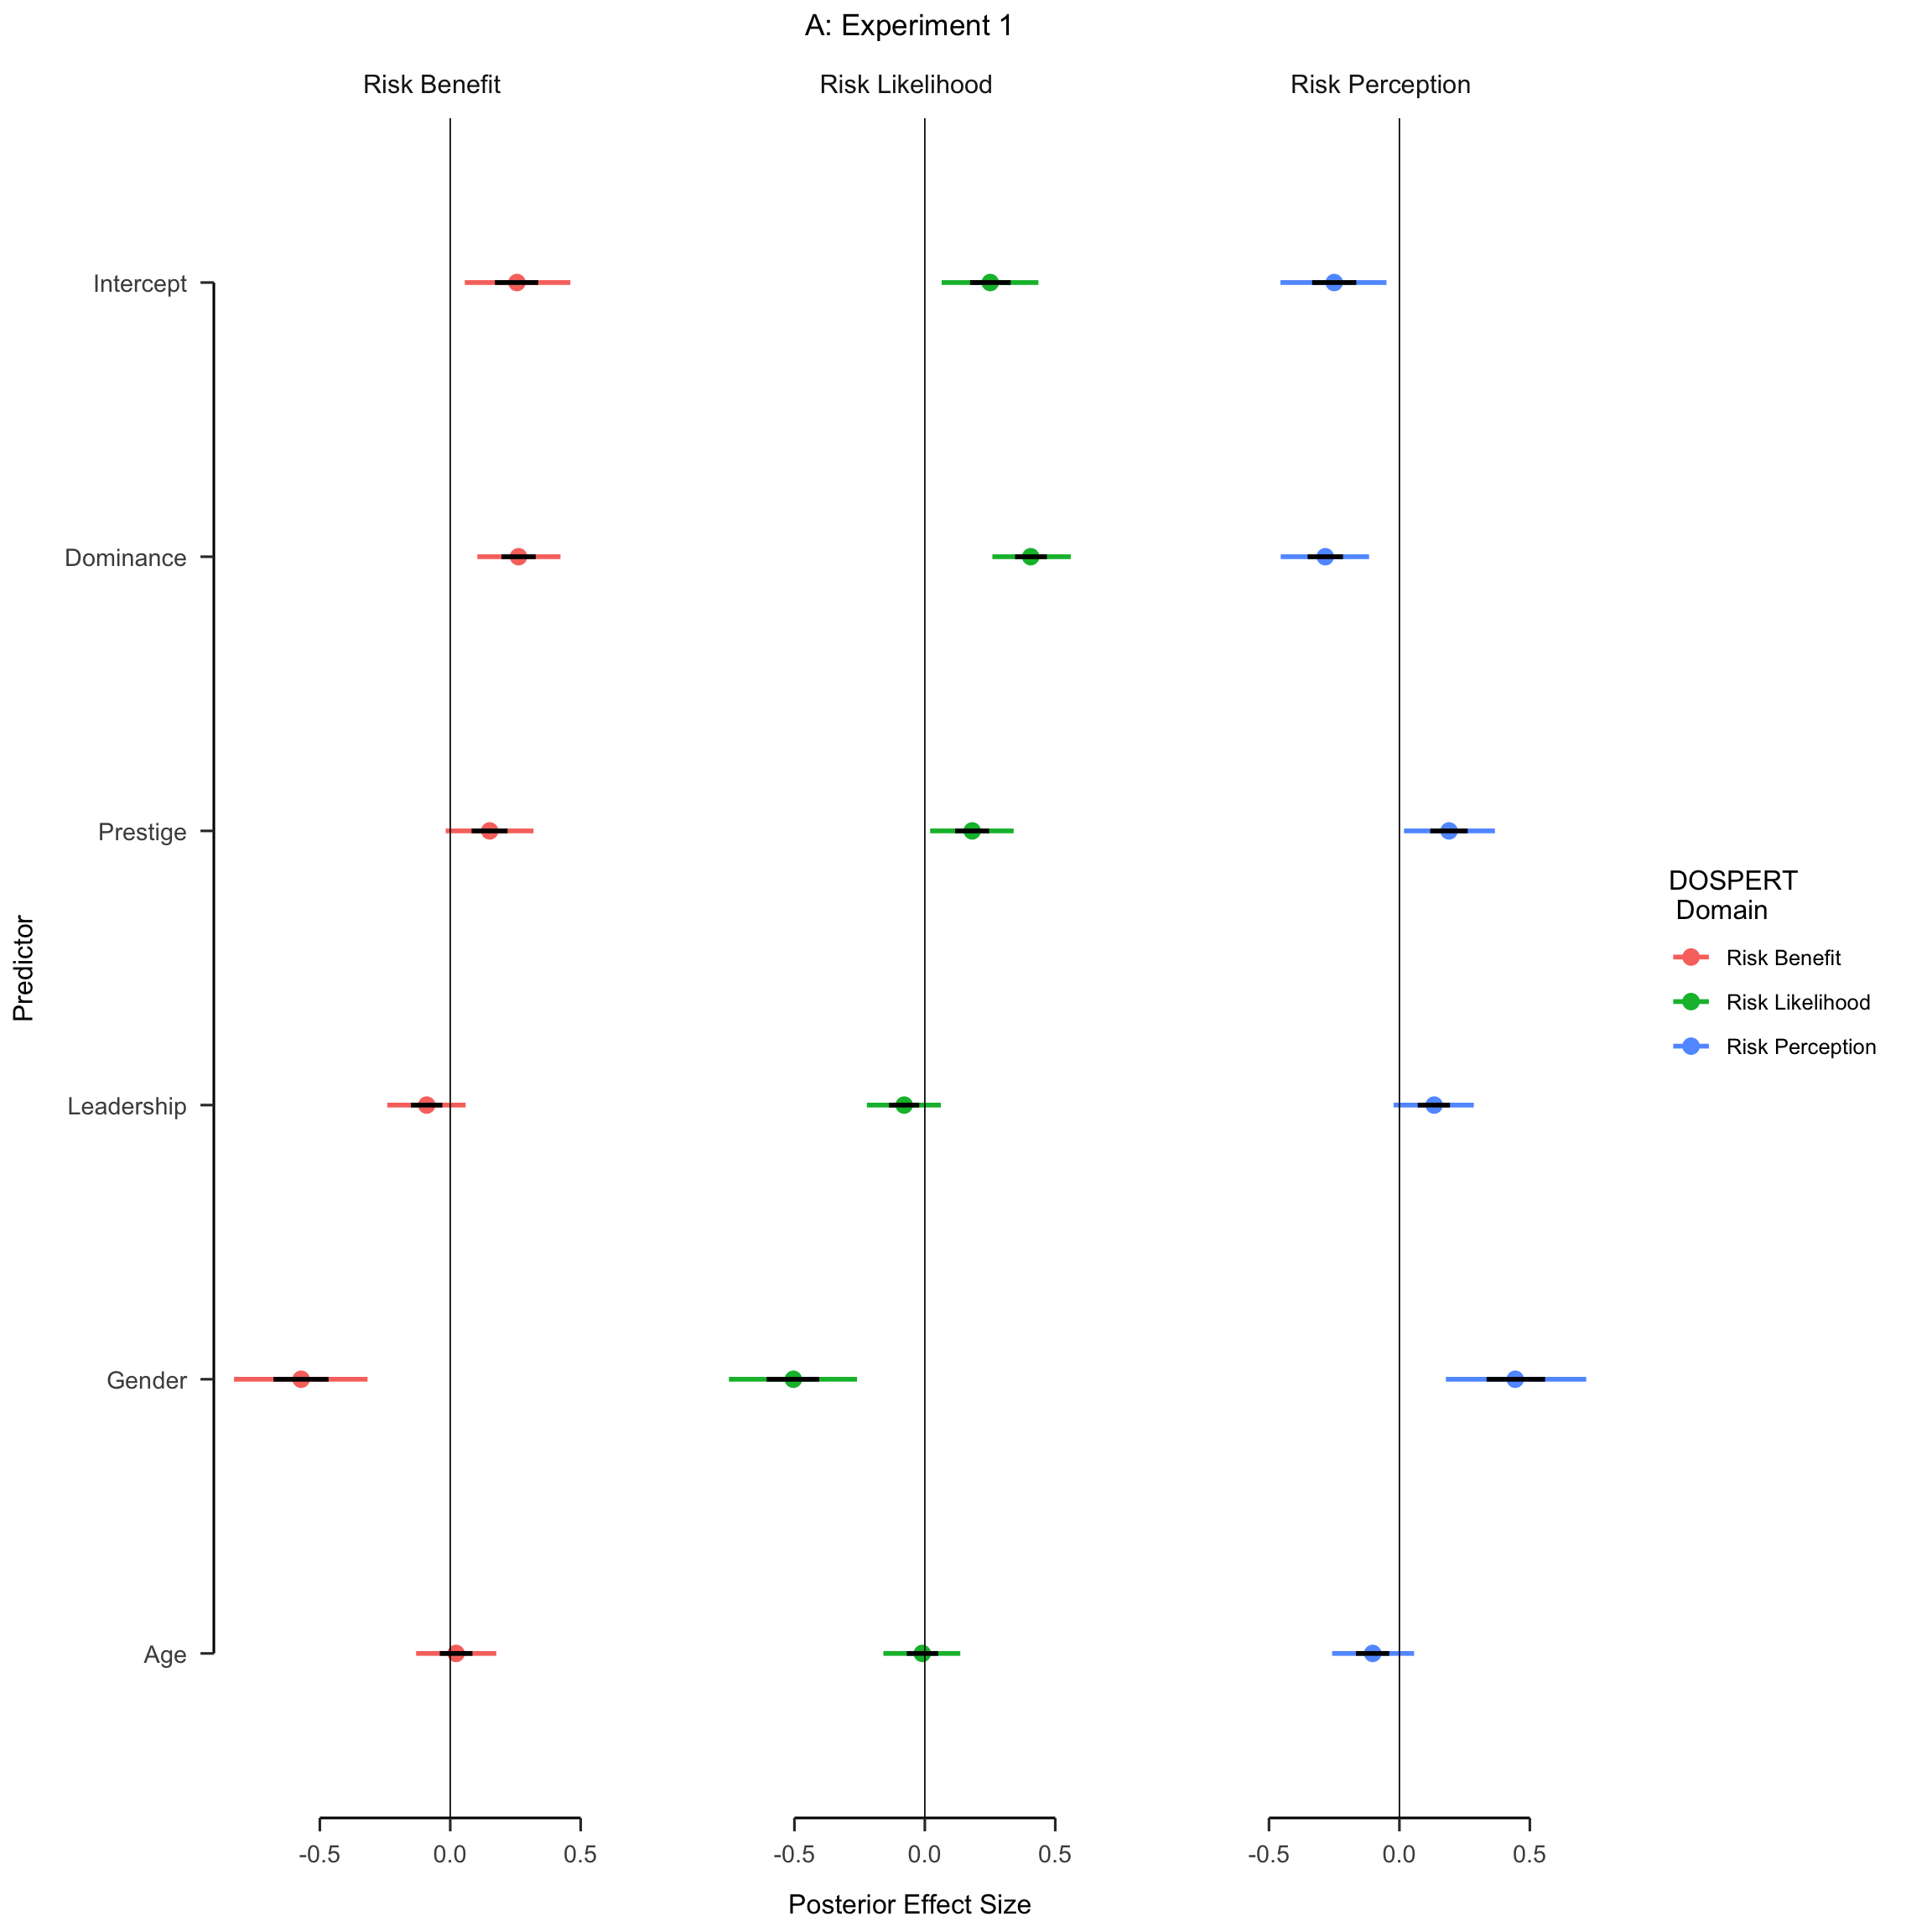 A: Experiment 1
Risk Benefit
Risk Likelihood
Risk Perception
Intercept
Dominance
Prestige
Leadership
Gender
Age
Predictor
-0.5 0.0 0.5
-0.5 0.0 0.5
-0.5 0.0 0.5
Posterior Effect Size
DOSPERT
Domain
Risk Benefit
Risk Likelihood
Risk Perception